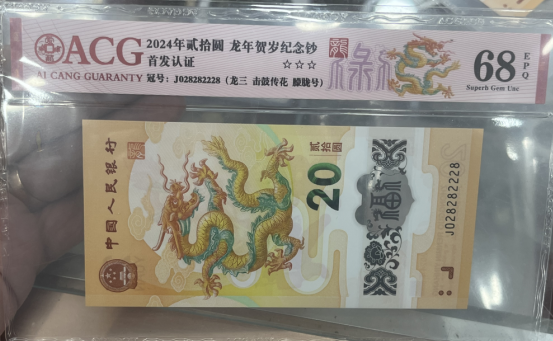 ACG
AI CANG GUARANTY
2024年贰拾圆 龙年贺岁纪念钞
首发认证
☆☆☆
冠号：J028282228（龙三 击鼓传花 朦胧号）
68
EPQ
Superb Gem Unc
中国人民银行
贰拾圆
20
J028282228